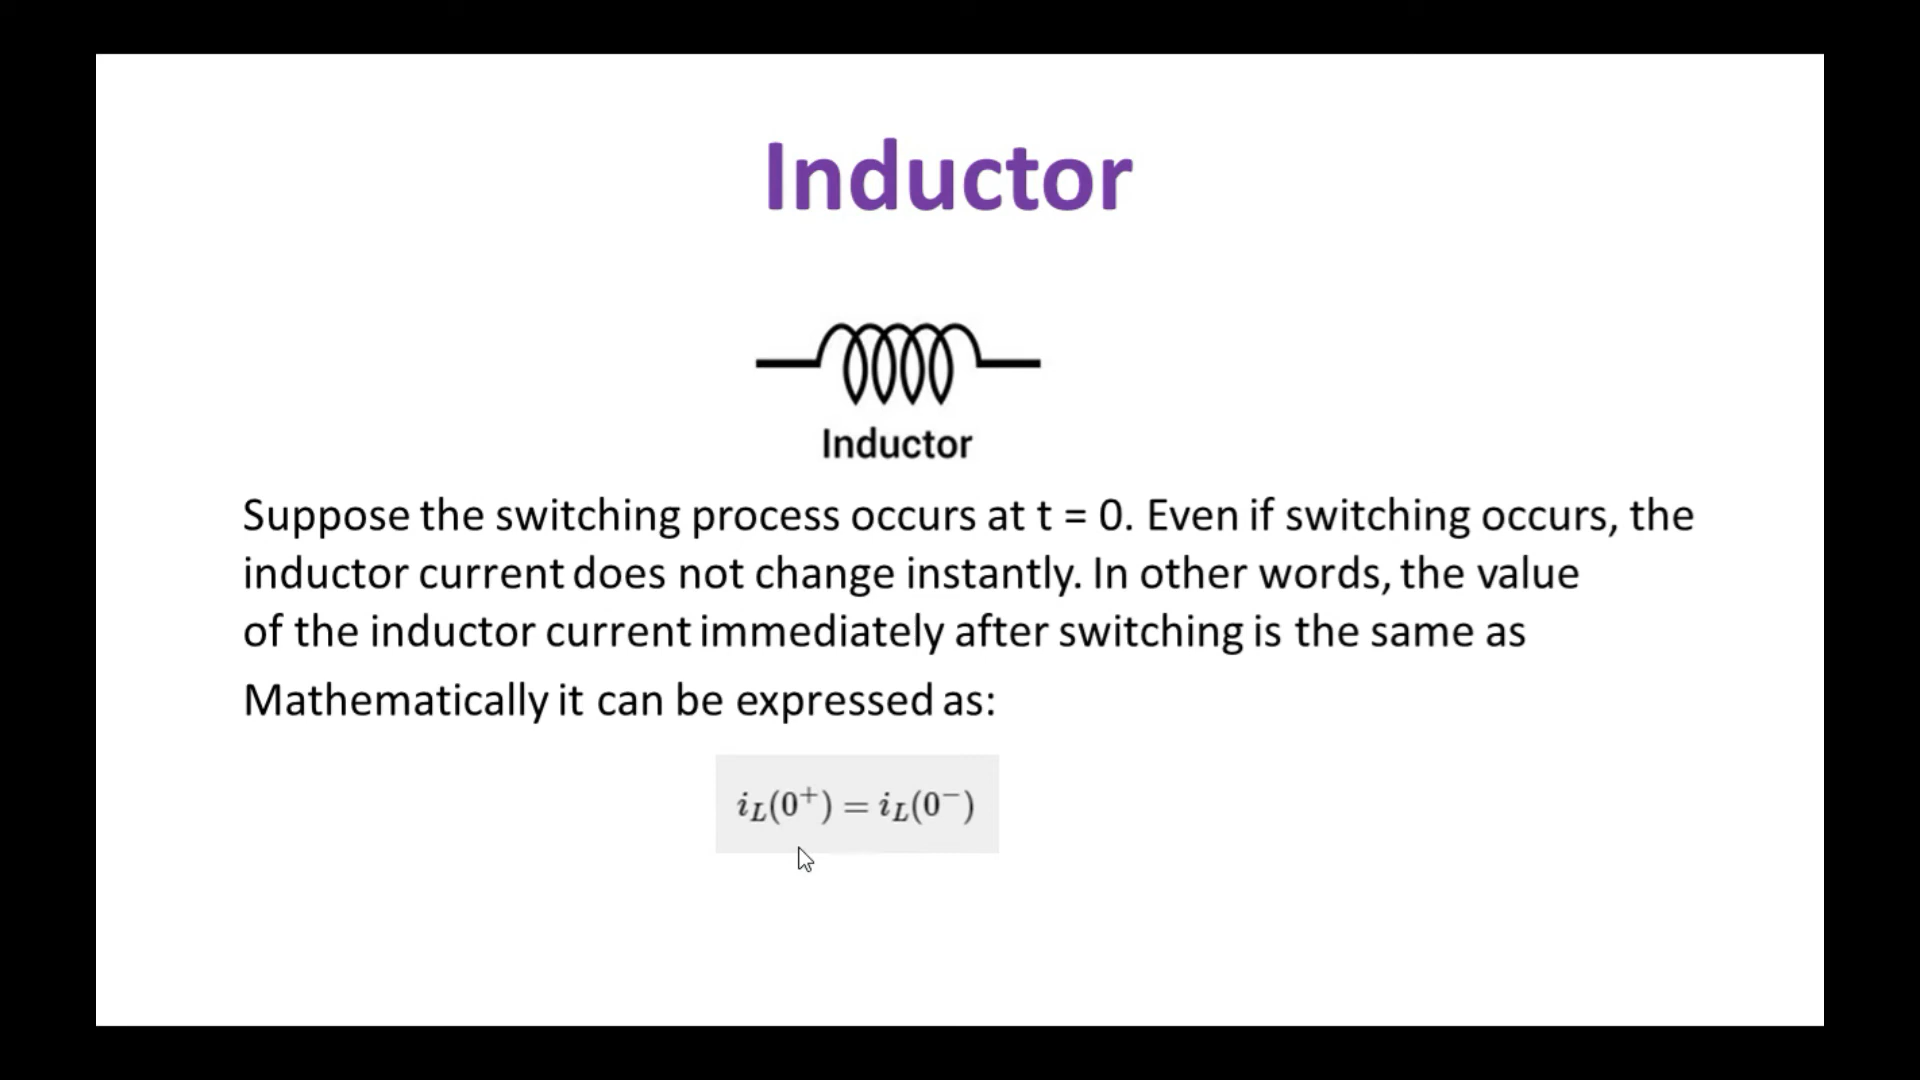 Inductor
Inductor
Suppose the switching process occurs at t = 0. Even if switching occurs, the
inductor current does not change instantly. In other words, the value
of the inductor current immediately after switching is the same as
Mathematically it can be expressed as:
i_L(0⁺) = i_L(0⁻)